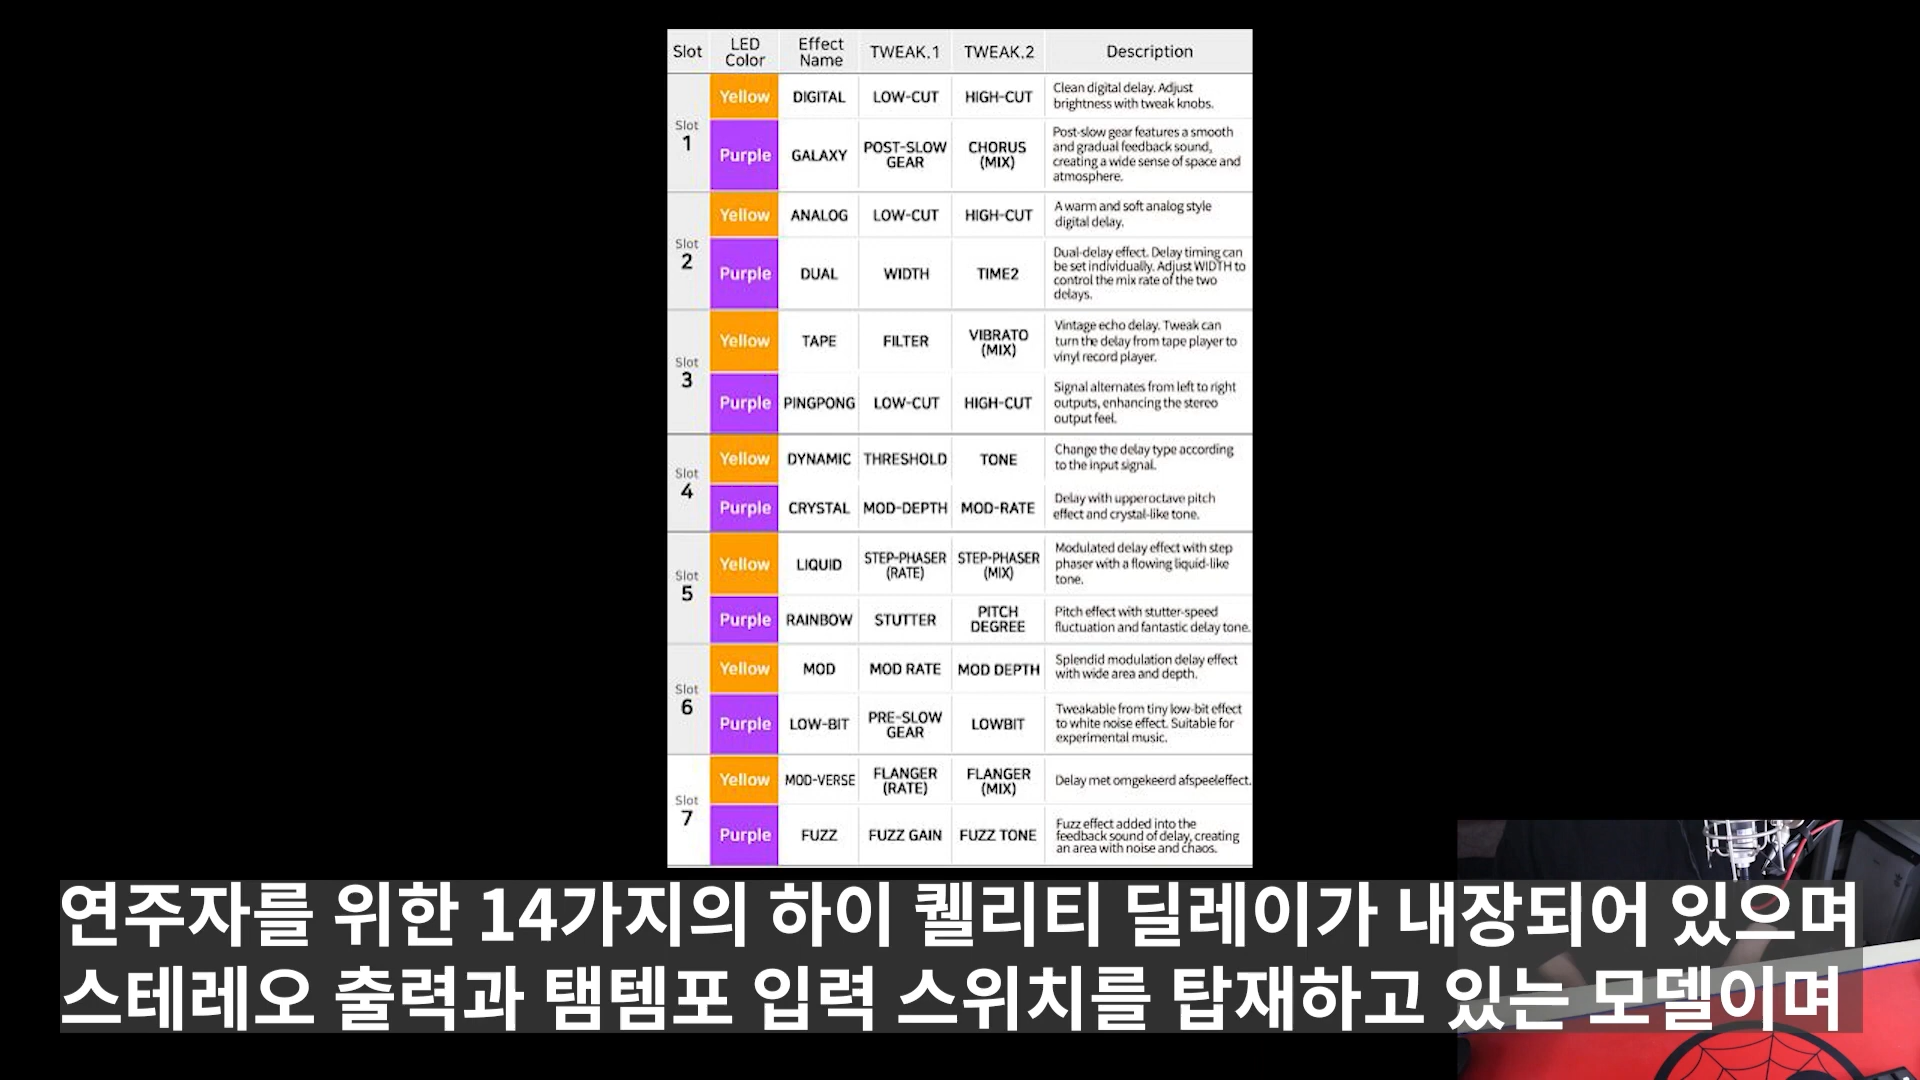 Slot
LED
Color
Effect
Name
TWEAK.1
TWEAK.2
Description
Slot
1
Yellow
DIGITAL
LOW-CUT
HIGH-CUT
Clean digital delay. Adjust
brightness with tweak knobs.
Purple
GALAXY
POST-SLOW
GEAR
CHORUS
(MIX)
Post-slow gear features a smooth
and gradual feedback sound,
creating a wide sense of space and
atmosphere.
Slot
2
Yellow
ANALOG
LOW-CUT
HIGH-CUT
A warm and soft analog style
digital delay.
Purple
DUAL
WIDTH
TIME2
Dual-delay effect. Delay timing can
be set individually. Adjust WIDTH to
control the mix rate of the two
delays.
Slot
3
Yellow
TAPE
FILTER
VIBRATO
(MIX)
Vintage echo delay. Tweak can
turn the delay from tape player to
vinyl record player.
Purple
PINGPONG
LOW-CUT
HIGH-CUT
Signal alternates from left to right
outputs, enhancing the stereo
output feel.
Slot
4
Yellow
DYNAMIC
THRESHOLD
TONE
Change the delay type according
to the input signal.
Purple
CRYSTAL
MOD-DEPTH
MOD-RATE
Delay with upperoctave pitch
effect and crystal-like tone.
Slot
5
Yellow
LIQUID
STEP-PHASER
(RATE)
STEP-PHASER
(MIX)
Modulated delay effect with step
phaser with a flowing liquid-like
tone.
Purple
RAINBOW
STUTTER
PITCH
DEGREE
Pitch effect with stutter-speed
fluctuation and fantastic delay tone.
Slot
6
Yellow
MOD
MOD RATE
MOD DEPTH
Splendid modulation delay effect
with wide area and depth.
Purple
LOW-BIT
PRE-SLOW
GEAR
LOWBIT
Tweakable from tiny low-bit effect
to white noise effect. Suitable for
experimental music.
Slot
7
Yellow
MOD-VERSE
FLANGER
(RATE)
FLANGER
(MIX)
Delay met omgekeerd afspeeleffect.
Purple
FUZZ
FUZZ GAIN
FUZZ TONE
Fuzz effect added into the
feedback sound of delay, creating
an area with noise and chaos.
연주자를 위한 14가지의 하이 퀠리티 딜레이가 내장되어 있으며
스테레오 출력과 탬템포 입력 스위치를 탑재하고 있는 모델이며